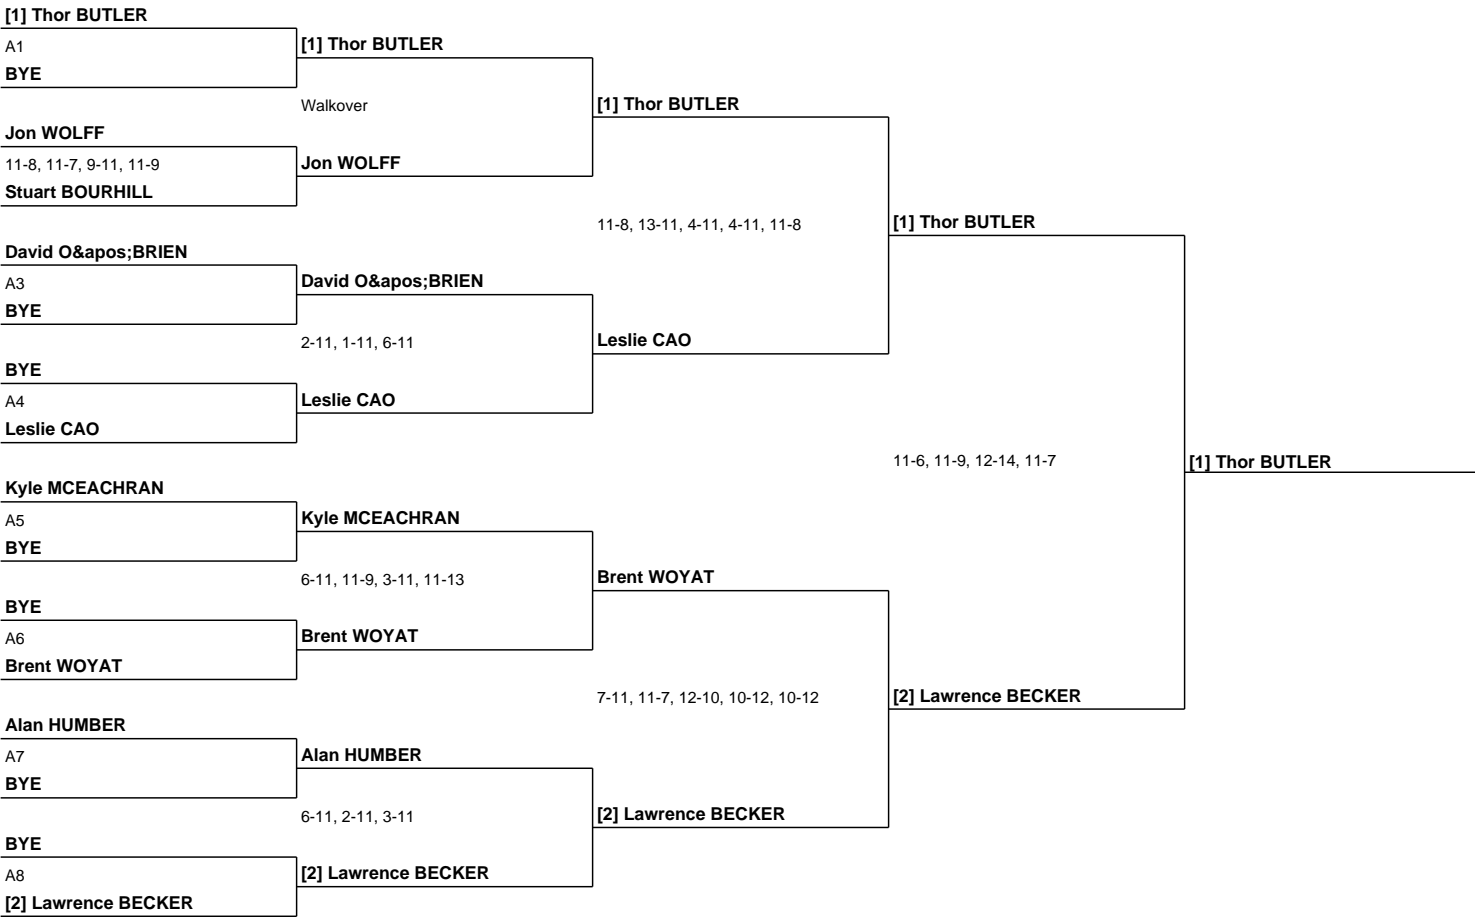 [1] Thor BUTLER
A1
BYE
Jon WOLFF
11-8, 11-7, 9-11, 11-9
Stuart BOURHILL
David O&apos;BRIEN
A3
BYE
BYE
A4
Leslie CAO
Kyle MCEACHRAN
A5
BYE
BYE
A6
Brent WOYAT
Alan HUMBER
A7
BYE
BYE
A8
[2] Lawrence BECKER
[1] Thor BUTLER
Walkover
Jon WOLFF
David O&apos;BRIEN
2-11, 1-11, 6-11
Leslie CAO
Kyle MCEACHRAN
6-11, 11-9, 3-11, 11-13
Brent WOYAT
Alan HUMBER
6-11, 2-11, 3-11
[2] Lawrence BECKER
[1] Thor BUTLER
11-8, 13-11, 4-11, 4-11, 11-8
Leslie CAO
Brent WOYAT
7-11, 11-7, 12-10, 10-12, 10-12
[2] Lawrence BECKER
[1] Thor BUTLER
11-6, 11-9, 12-14, 11-7
[2] Lawrence BECKER
[1] Thor BUTLER